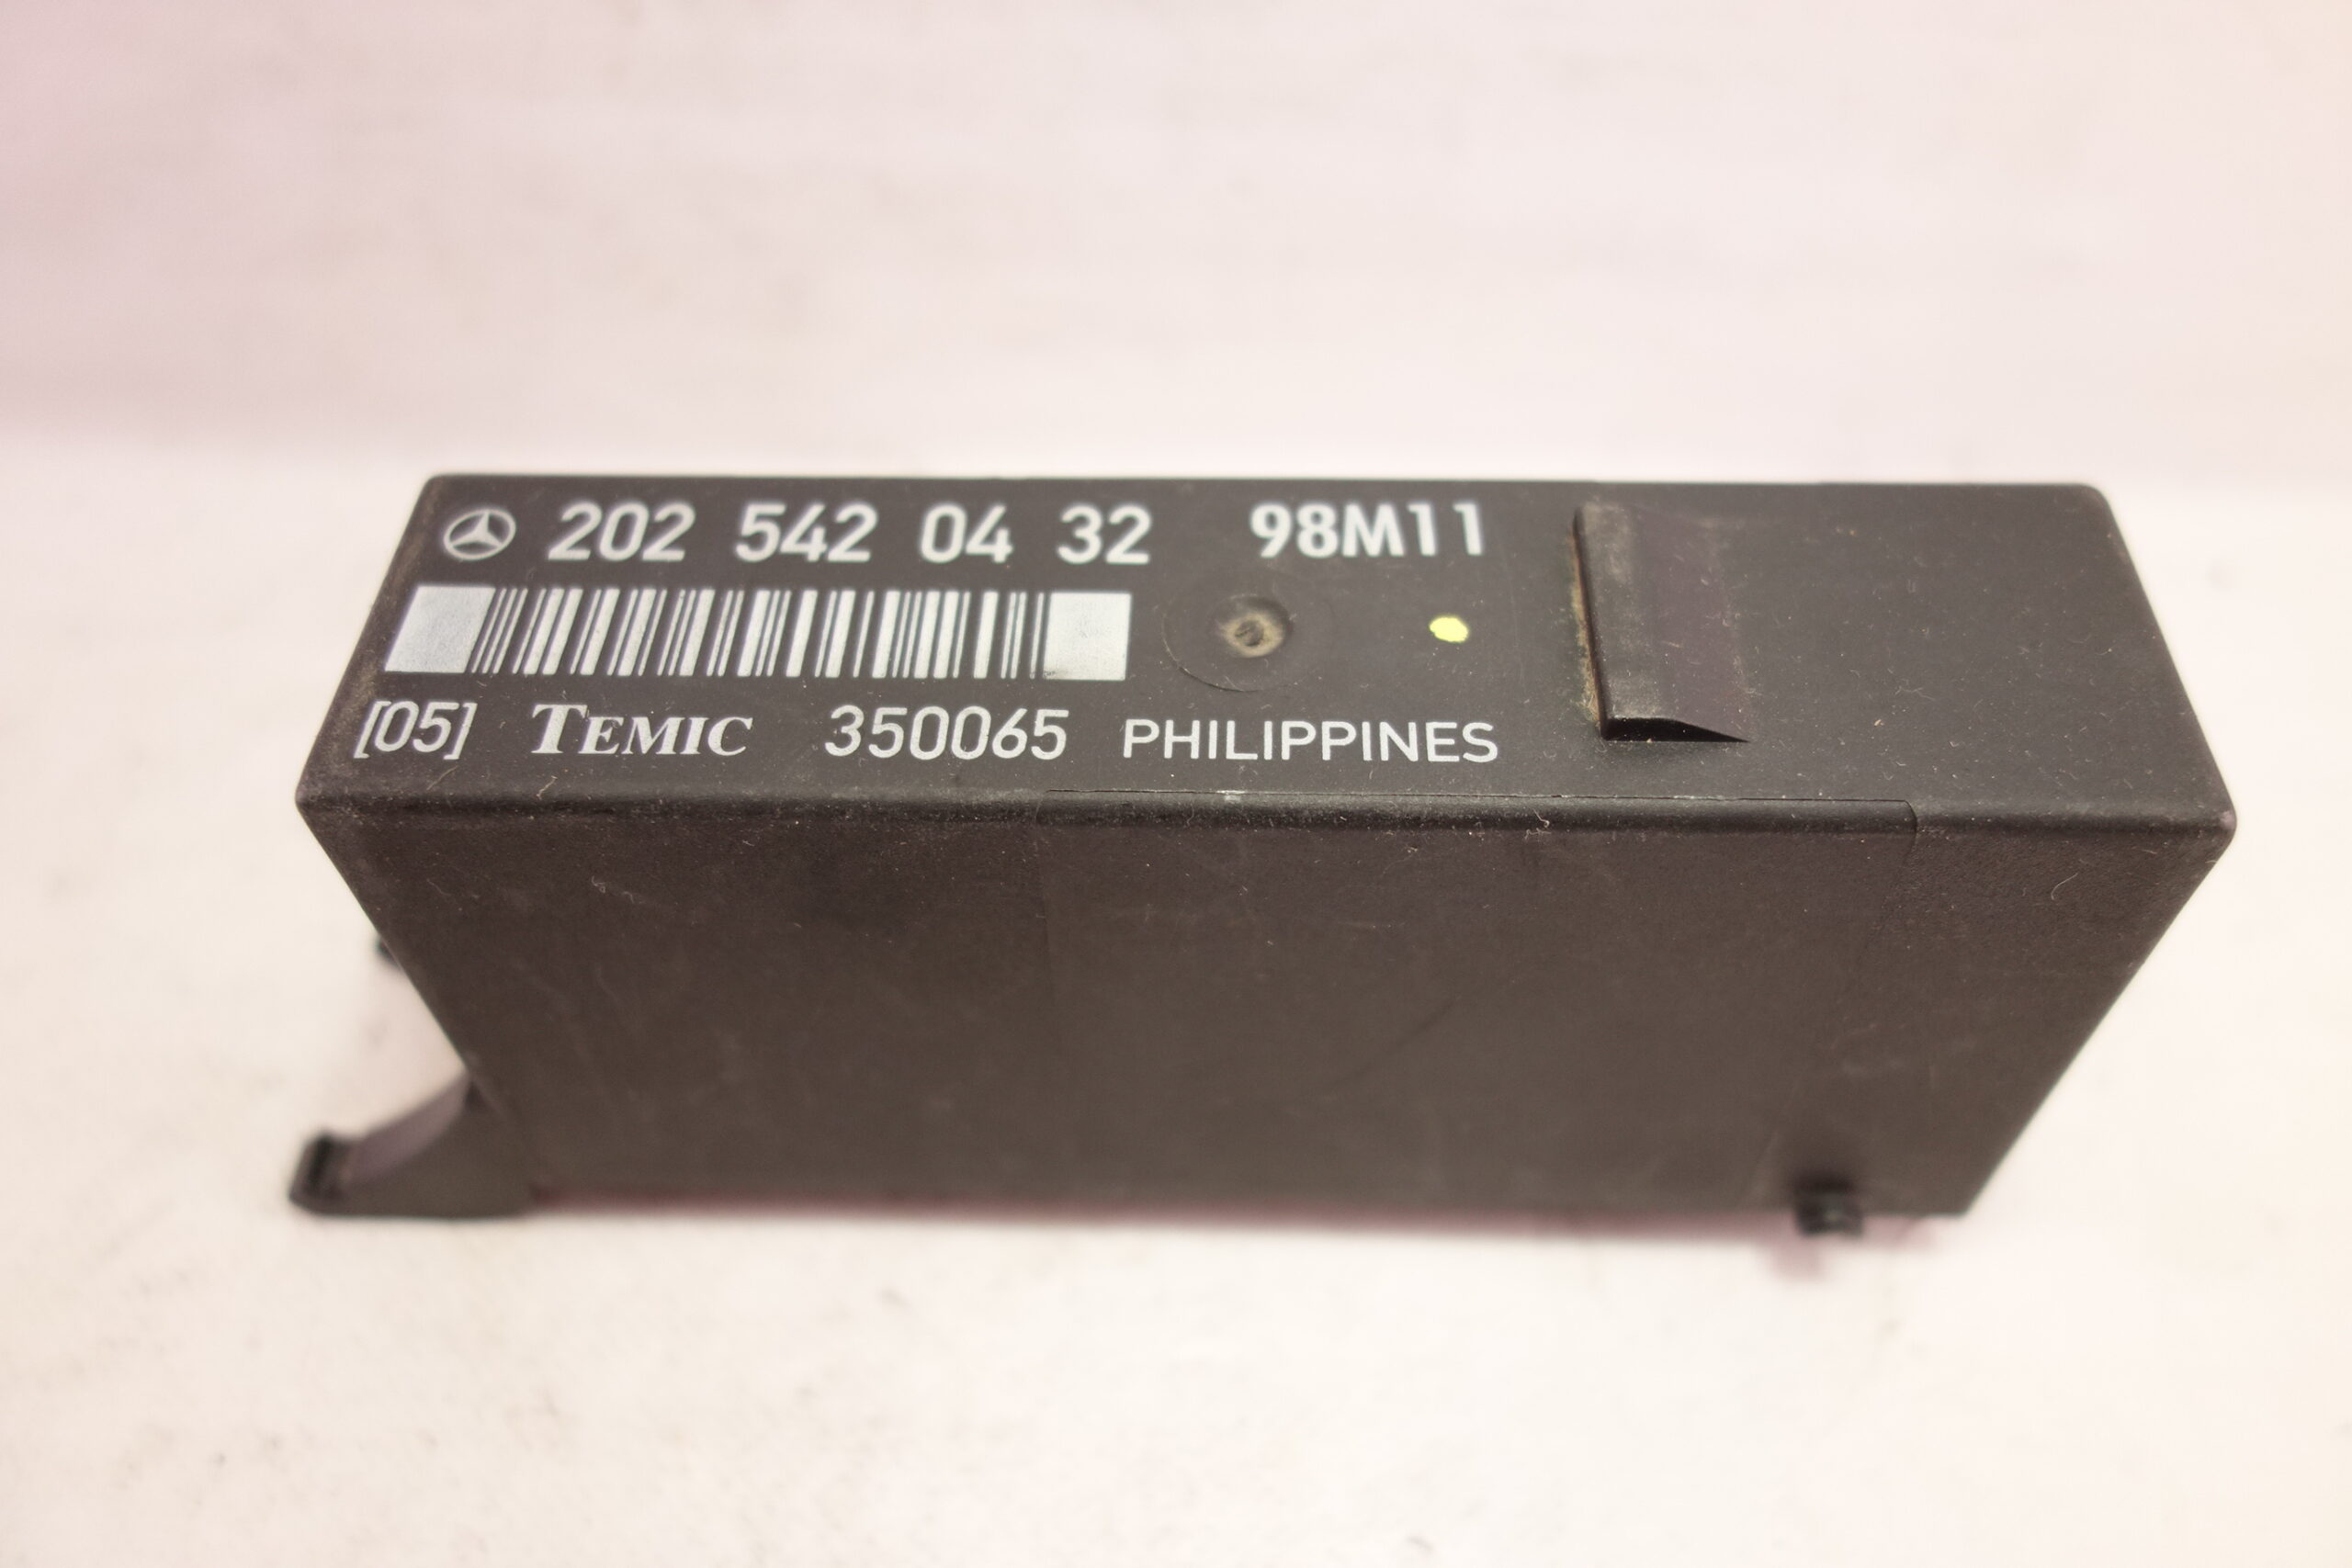 202 542 04 32 98M11
[05] TEMIC 350065 PHILIPPINES